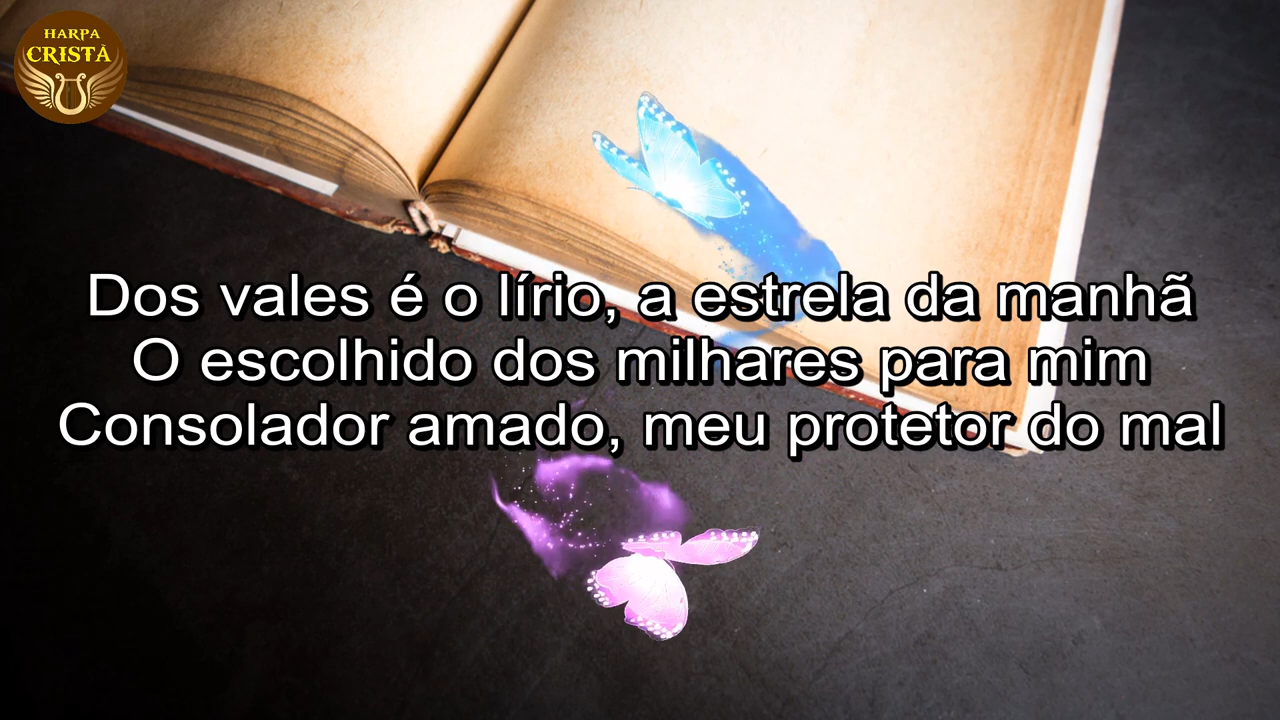 HARPA
CRISTÃ
Dos vales é o lírio, a estrela da manhã
O escolhido dos milhares para mim
Consolador amado, meu protetor do mal